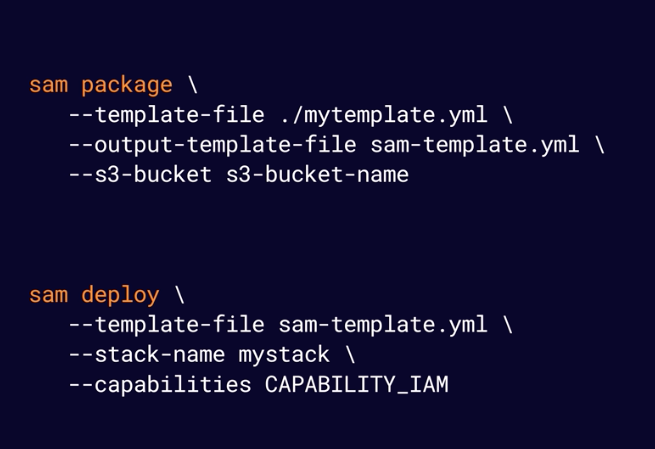 sam package \
--template-file ./mytemplate.yml \
--output-template-file sam-template.yml \
--s3-bucket s3-bucket-name
sam deploy \
--template-file sam-template.yml \
--stack-name mystack \
--capabilities CAPABILITY_IAM